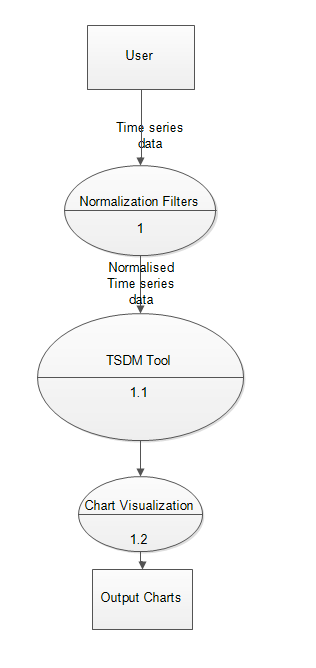 User
Time series
data
Normalization Filters
1
Normalised
Time series
data
TSDM Tool
1.1
Chart Visualization
1.2
Output Charts